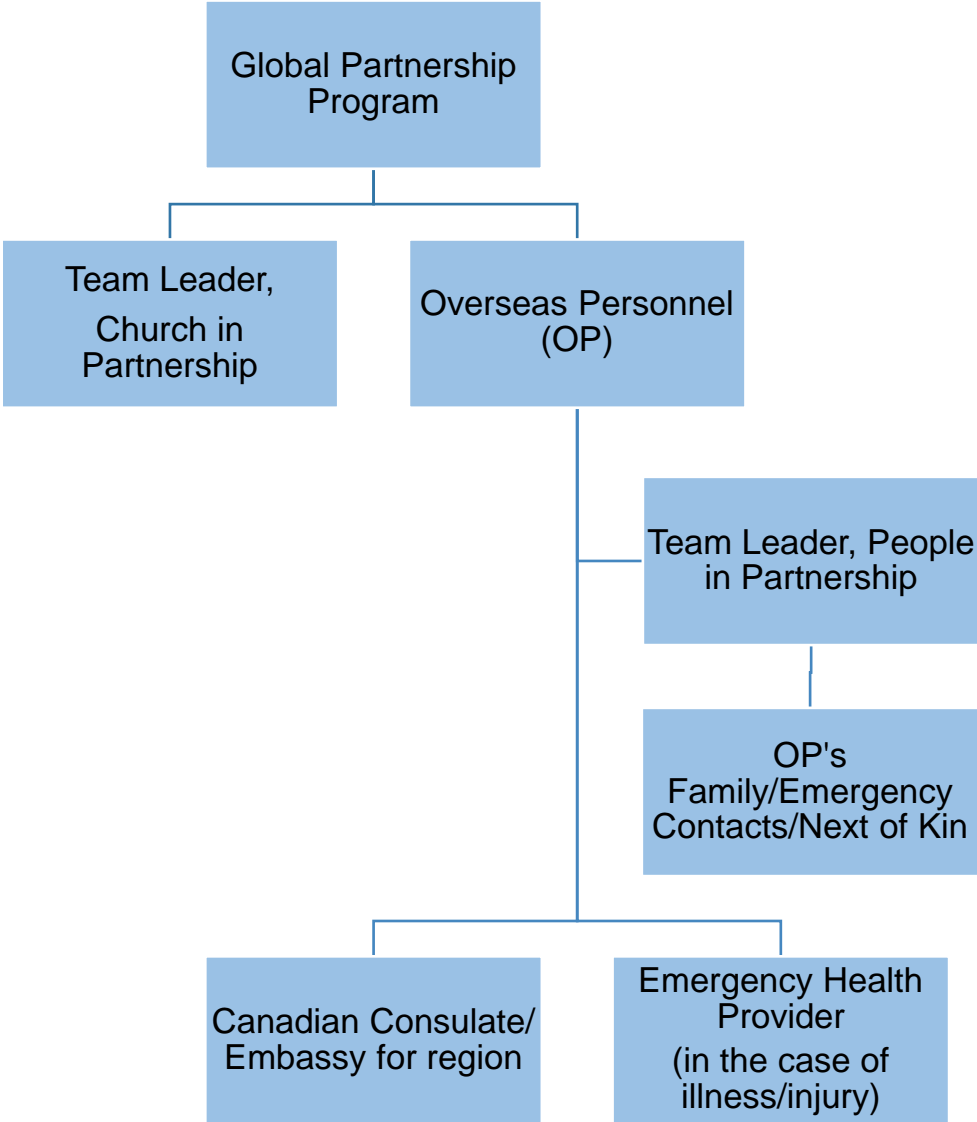 Global Partnership
Program
Team Leader,
Church in
Partnership
Overseas Personnel
(OP)
Team Leader, People
in Partnership
OP's
Family/Emergency
Contacts/Next of Kin
Canadian Consulate/
Embassy for region
Emergency Health
Provider
(in the case of
illness/injury)